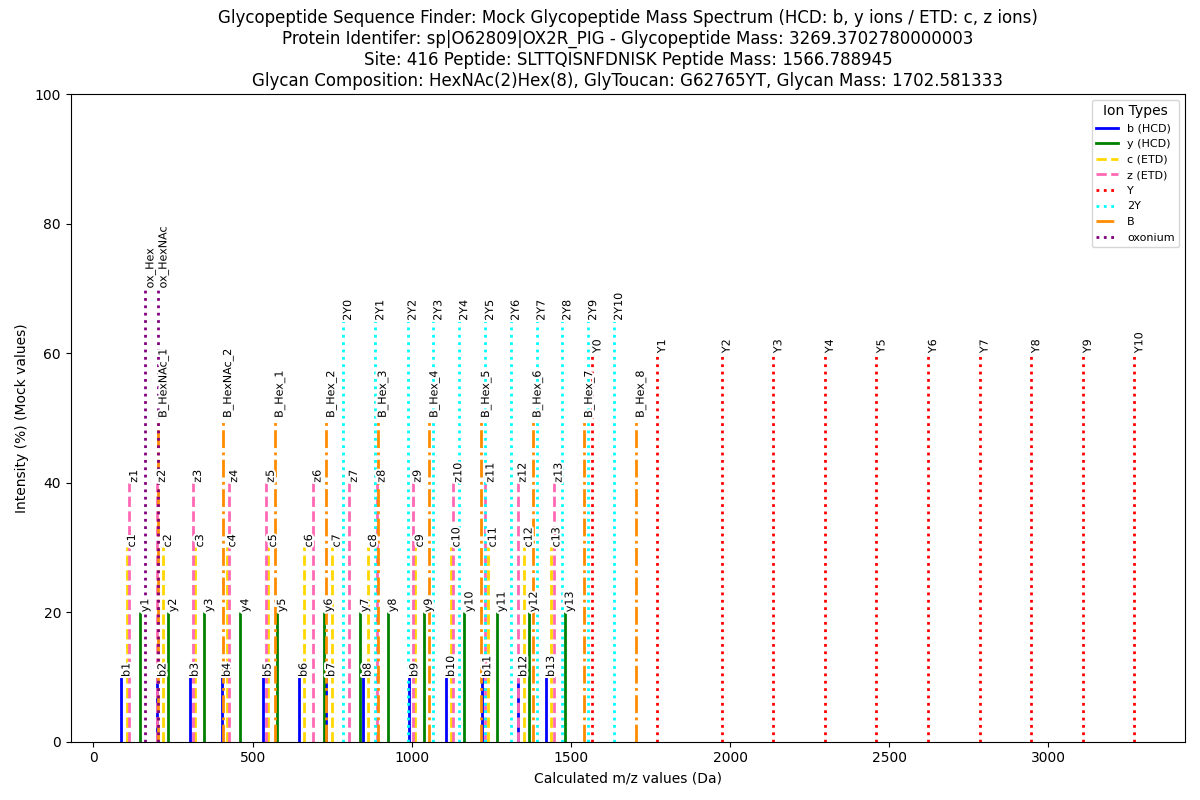 Glycopeptide Sequence Finder: Mock Glycopeptide Mass Spectrum (HCD: b, y ions / ETD: c, z ions)
Protein Identifer: sp|O62809|OX2R_PIG - Glycopeptide Mass: 3269.3702780000003
Site: 416 Peptide: SLTTQISNFDNISK Peptide Mass: 1566.788945
Glycan Composition: HexNAc(2)Hex(8), GlyToucan: G62765YT, Glycan Mass: 1702.581333
Intensity (%) (Mock values)
100
80
60
40
20
0
Ion Types
b (HCD)
y (HCD)
c (ETD)
z (ETD)
Y
2Y
B
oxonium
ox_Hex
ox_HexNAc
2Y0
2Y1
2Y2
2Y3
2Y4
2Y5
2Y6
2Y7
2Y8
2Y9
2Y10
Y0
Y1
Y2
Y3
Y4
Y5
Y6
Y7
Y8
Y9
Y10
B_HexNAc_1
B_HexNAc_2
B_Hex_1
B_Hex_2
B_Hex_3
B_Hex_4
B_Hex_5
B_Hex_6
B_Hex_7
B_Hex_8
z1
z2
z3
z4
z5
z6
z7
z8
z9
z10
z11
z12
z13
c1
c2
c3
c4
c5
c6
c7
c8
c9
c10
c11
c12
c13
y1
y2
y3
y4
y5
y6
y7
y8
y9
y10
y11
y12
y13
b1
b2
b3
b4
b5
b6
b7
b8
b9
b10
b11
b12
b13
0
500
1000
1500
2000
2500
3000
Calculated m/z values (Da)